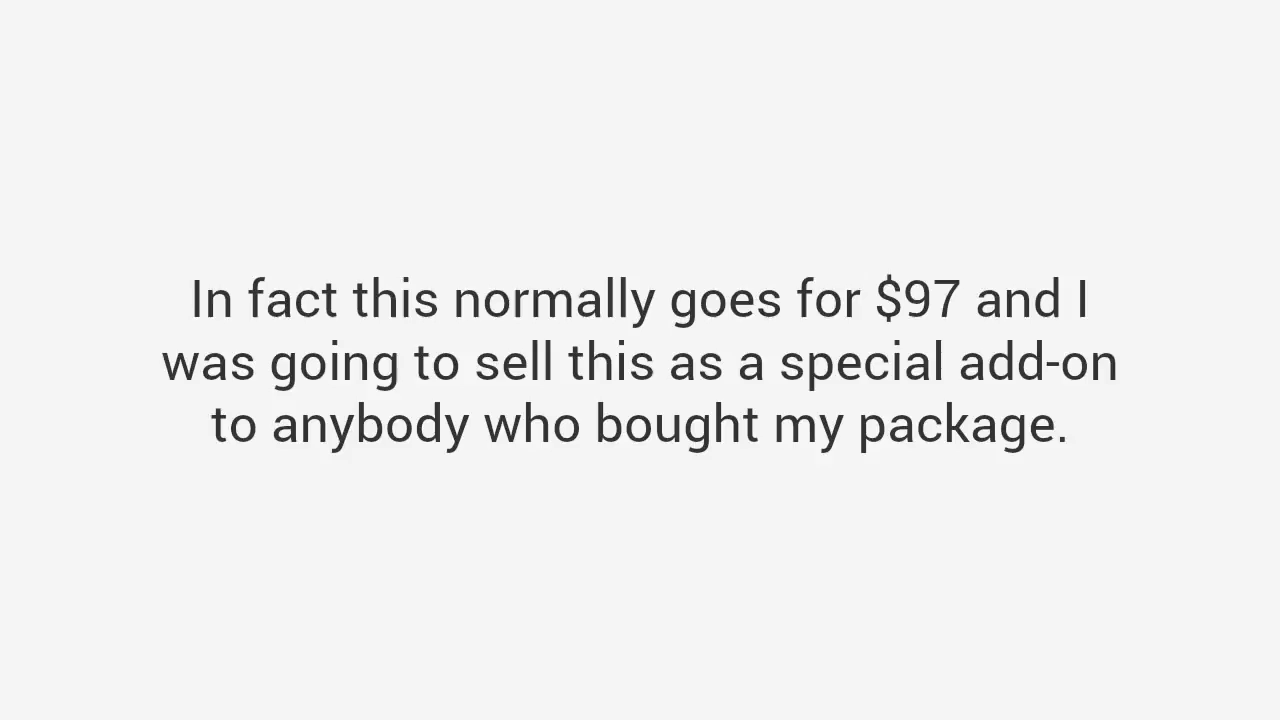 In fact this normally goes for $97 and I
was going to sell this as a special add-on
to anybody who bought my package.